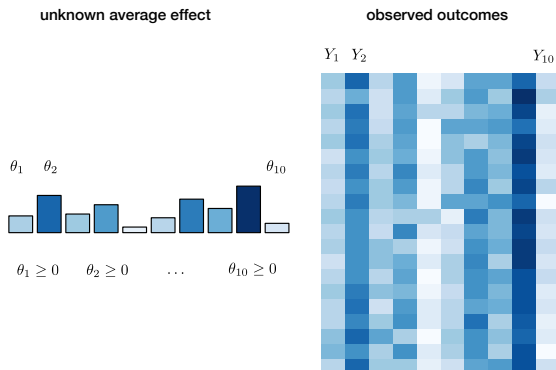 unknown average effect
observed outcomes
Y₁ Y₂ Y₁₀
θ₁ θ₂ θ₁₀
θ₁ ≥ 0 θ₂ ≥ 0 ... θ₁₀ ≥ 0